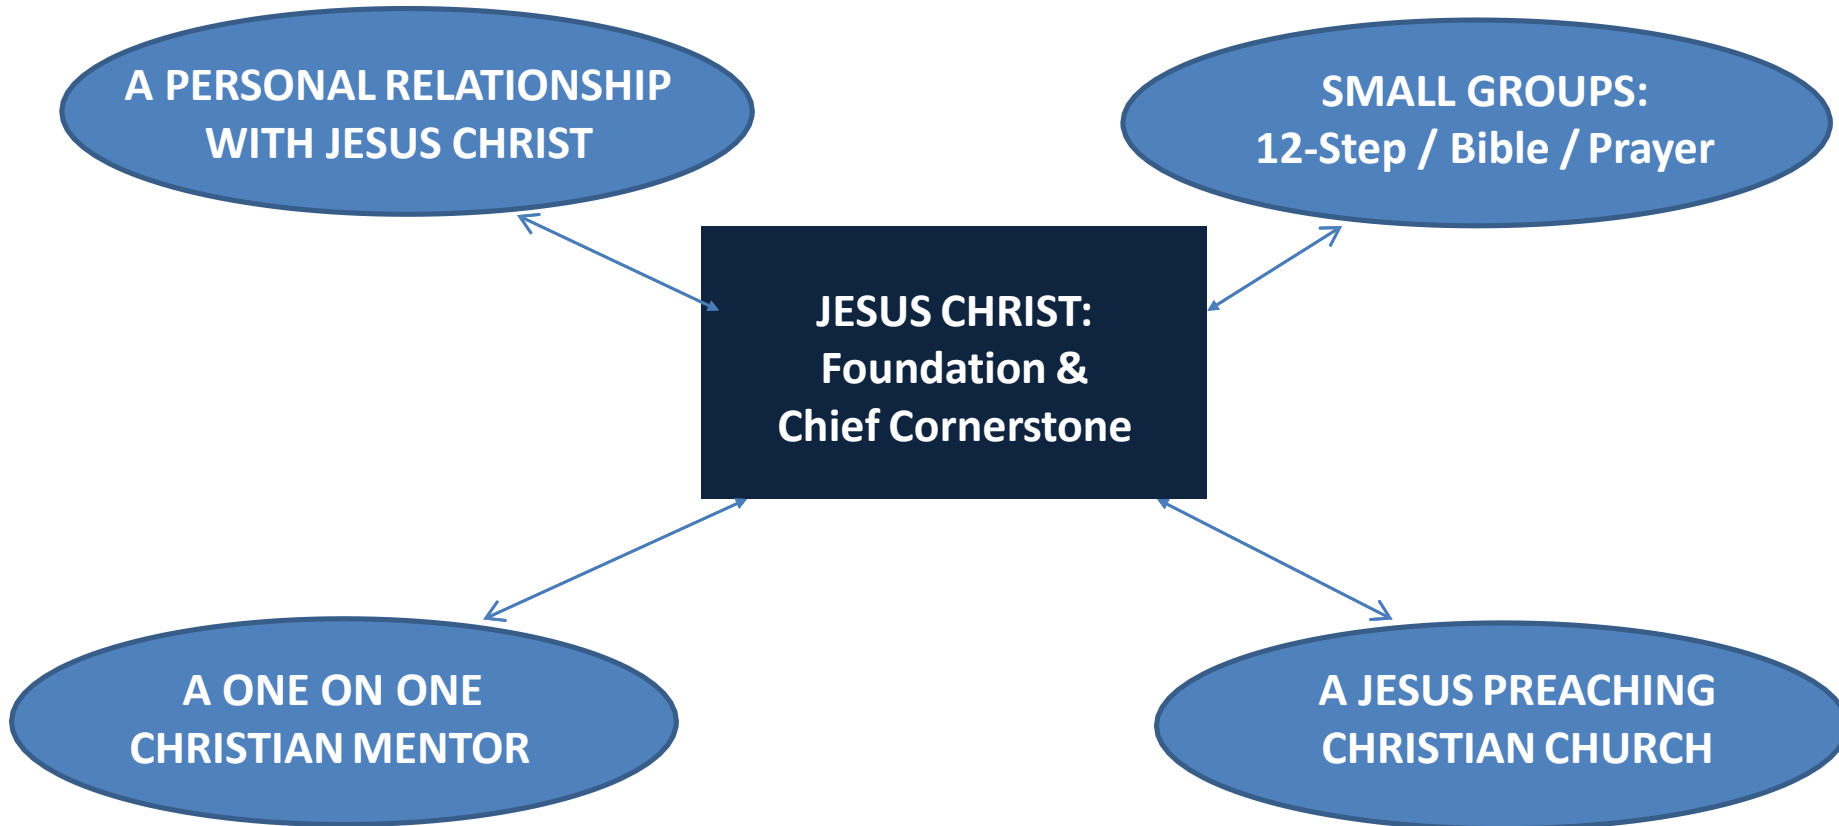 A PERSONAL RELATIONSHIP
WITH JESUS CHRIST
SMALL GROUPS:
12-Step / Bible / Prayer
JESUS CHRIST:
Foundation &
Chief Cornerstone
A ONE ON ONE
CHRISTIAN MENTOR
A JESUS PREACHING
CHRISTIAN CHURCH